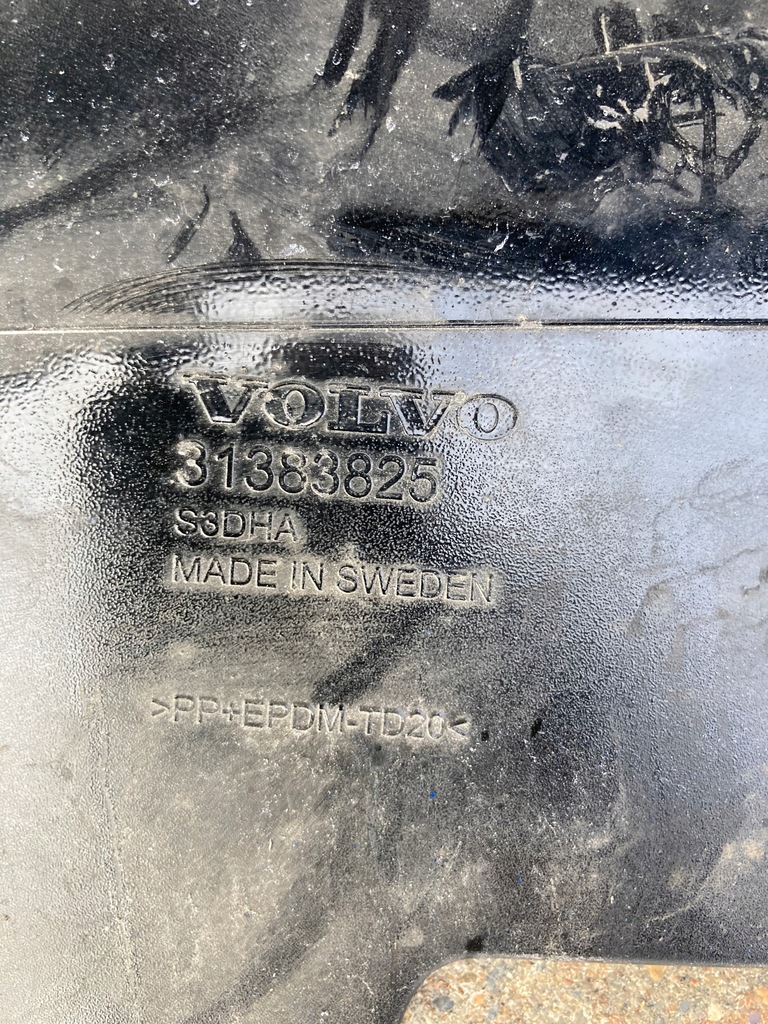 VOLVO
31383825
S3DHA
MADE IN SWEDEN
>PP+EPDM-TD20<